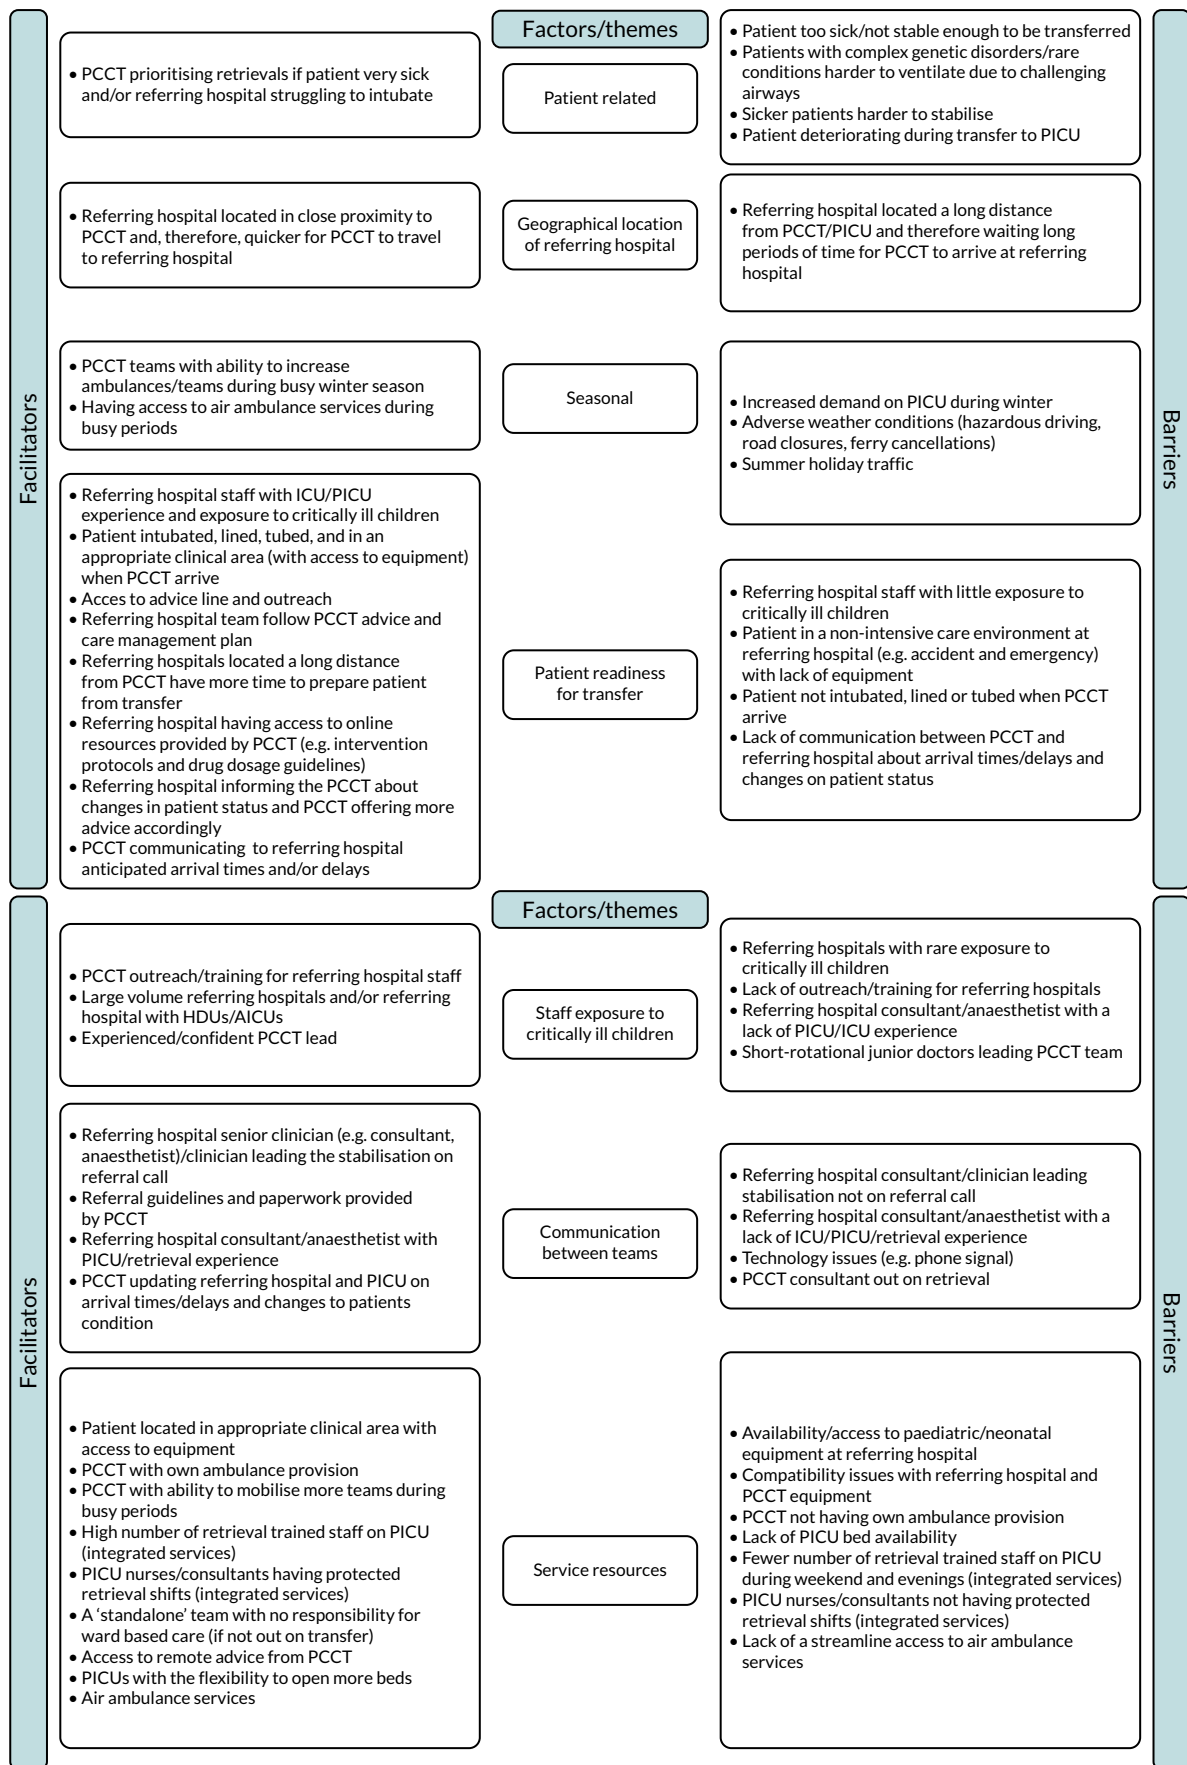 Facilitators
Factors/themes
Barriers
• PCCT prioritising retrievals if patient very sick
and/or referring hospital struggling to intubate
Patient related
• Patient too sick/not stable enough to be transferred
• Patients with complex genetic disorders/rare
conditions harder to ventilate due to challenging
airways
• Sicker patients harder to stabilise
• Patient deteriorating during transfer to PICU
• Referring hospital located in close proximity to
PCCT and, therefore, quicker for PCCT to travel
to referring hospital
Geographical location
of referring hospital
• Referring hospital located a long distance
from PCCT/PICU and therefore waiting long
periods of time for PCCT to arrive at referring
hospital
• PCCT teams with ability to increase
ambulances/teams during busy winter season
• Having access to air ambulance services during
busy periods
Seasonal
• Increased demand on PICU during winter
• Adverse weather conditions (hazardous driving,
road closures, ferry cancellations)
• Summer holiday traffic
• Referring hospital staff with ICU/PICU
experience and exposure to critically ill children
• Patient intubated, lined, tubed, and in an
appropriate clinical area (with access to equipment)
when PCCT arrive
• Acces to advice line and outreach
• Referring hospital team follow PCCT advice and
care management plan
• Referring hospitals located a long distance
from PCCT have more time to prepare patient
from transfer
• Referring hospital having access to online
resources provided by PCCT (e.g. intervention
protocols and drug dosage guidelines)
• Referring hospital informing the PCCT about
changes in patient status and PCCT offering more
advice accordingly
• PCCT communicating to referring hospital
anticipated arrival times and/or delays
Patient readiness
for transfer
• Referring hospital staff with little exposure to
critically ill children
• Patient in a non-intensive care environment at
referring hospital (e.g. accident and emergency)
with lack of equipment
• Patient not intubated, lined or tubed when PCCT
arrive
• Lack of communication between PCCT and
referring hospital about arrival times/delays and
changes on patient status
Facilitators
Factors/themes
Barriers
• PCCT outreach/training for referring hospital staff
• Large volume referring hospitals and/or referring
hospital with HDUs/AICUs
• Experienced/confident PCCT lead
Staff exposure to
critically ill children
• Referring hospitals with rare exposure to
critically ill children
• Lack of outreach/training for referring hospitals
• Referring hospital consultant/anaesthetist with a
lack of PICU/ICU experience
• Short-rotational junior doctors leading PCCT team
• Referring hospital senior clinician (e.g. consultant,
anaesthetist)/clinician leading the stabilisation on
referral call
• Referral guidelines and paperwork provided
by PCCT
• Referring hospital consultant/anaesthetist with
PICU/retrieval experience
• PCCT updating referring hospital and PICU on
arrival times/delays and changes to patients
condition
Communication
between teams
• Referring hospital consultant/clinician leading
stabilisation not on referral call
• Referring hospital consultant/anaesthetist with a
lack of ICU/PICU/retrieval experience
• Technology issues (e.g. phone signal)
• PCCT consultant out on retrieval
• Patient located in appropriate clinical area with
access to equipment
• PCCT with own ambulance provision
• PCCT with ability to mobilise more teams during
busy periods
• High number of retrieval trained staff on PICU
(integrated services)
• PICU nurses/consultants having protected
retrieval shifts (integrated services)
• A ‘standalone’ team with no responsibility for
ward based care (if not out on transfer)
• Access to remote advice from PCCT
• PICUs with the flexibility to open more beds
• Air ambulance services
Service resources
• Availability/access to paediatric/neonatal
equipment at referring hospital
• Compatibility issues with referring hospital and
PCCT equipment
• PCCT not having own ambulance provision
• Lack of PICU bed availability
• Fewer number of retrieval trained staff on PICU
during weekend and evenings (integrated services)
• PICU nurses/consultants not having protected
retrieval shifts (integrated services)
• Lack of a streamline access to air ambulance
services